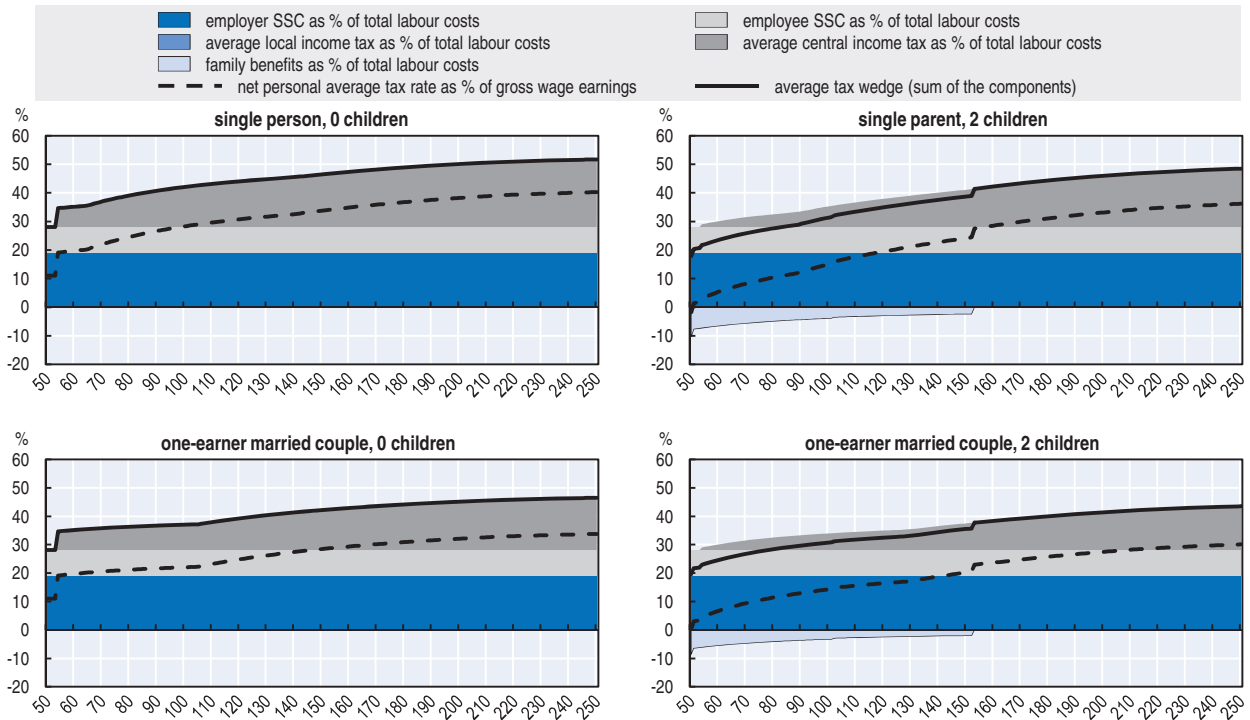 employer SSC as % of total labour costs
employee SSC as % of total labour costs
average local income tax as % of total labour costs
average central income tax as % of total labour costs
family benefits as % of total labour costs
net personal average tax rate as % of gross wage earnings
average tax wedge (sum of the components)
%
single person, 0 children
60
50
40
30
20
10
0
-10
-20
50 60 70 80 90 100 110 120 130 140 150 160 170 180 190 200 210 220 230 240 250
%
single parent, 2 children
60
50
40
30
20
10
0
-10
-20
50 60 70 80 90 100 110 120 130 140 150 160 170 180 190 200 210 220 230 240 250
%
one-earner married couple, 0 children
60
50
40
30
20
10
0
-10
-20
50 60 70 80 90 100 110 120 130 140 150 160 170 180 190 200 210 220 230 240 250
%
one-earner married couple, 2 children
60
50
40
30
20
10
0
-10
-20
50 60 70 80 90 100 110 120 130 140 150 160 170 180 190 200 210 220 230 240 250